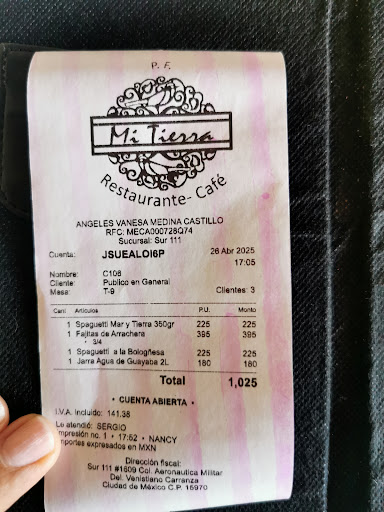 P. F.
Mi Tierra
Restaurante-Café
ANGELES VANESA MEDINA CASTILLO
RFC: MECA000728Q74
Sucursal: Sur 111
Cuenta: JSUEALOI6P 26 Abr 2025
17:05
Nombre: C108
Cliente: Publico en General
Mesa: T-9 Clientes: 3
Cant Artículos P.U. Monto
1 Spaguetti Mar y Tierra 350gr 225 225
1 Fajitas de Arrachera 395 395
• 3/4
1 Spaguetti a la Bologñesa 225 225
1 Jarra Agua de Guayaba 2L 180 180
Total 1,025
• CUENTA ABIERTA •
I.V.A. Incluido: 141.38
Le atendió: SERGIO
Impresión no. 1 • 17:52 • NANCY
Importes expresados en MXN
Dirección fiscal:
Sur 111 #1609 Col. Aeronautica Militar
Del. Venistiano Carranza
Ciudad de México C.P. 15970